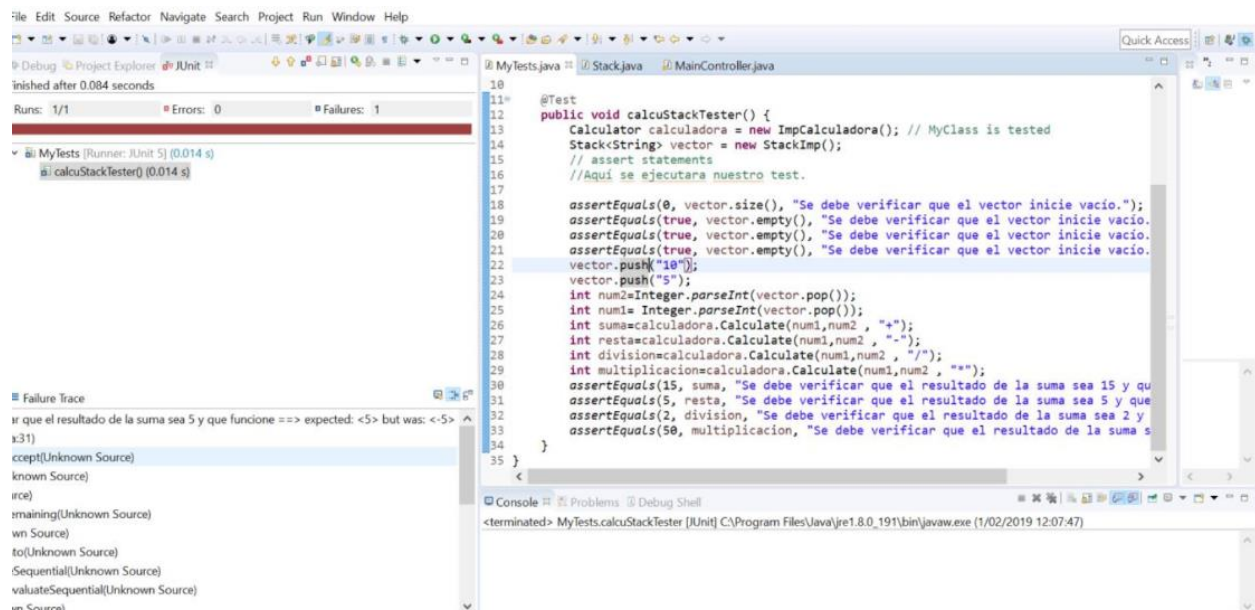 File Edit Source Refactor Navigate Search Project Run Window Help
Quick Access
Debug Project Explorer JUnit
Finished after 0.084 seconds
Runs: 1/1 Errors: 0 Failures: 1
MyTests [Runner: JUnit 5] (0.014 s)
calcuStackTester() (0.014 s)
Failure Trace
ar que el resultado de la suma sea 5 y que funcione ==> expected: <5> but was: <-5>
a:31)
ccept(Unknown Source)
known Source)
rce)
emaining(Unknown Source)
wn Source)
to(Unknown Source)
Sequential(Unknown Source)
valuateSequential(Unknown Source)
wn Source)
MyTests.java Stack.java MainController.java
10
11 @Test
12 public void calcuStackTester() {
13 Calculator calculadora = new ImpCalculadora(); // MyClass is tested
14 Stack<String> vector = new StackImp();
15 // assert statements
16 //Aquí se ejecutara nuestro test.
17
18 assertEquals(0, vector.size(), "Se debe verificar que el vector inicie vacío.");
19 assertEquals(true, vector.empty(), "Se debe verificar que el vector inicie vacío.
20 assertEquals(true, vector.empty(), "Se debe verificar que el vector inicie vacío.
21 assertEquals(true, vector.empty(), "Se debe verificar que el vector inicie vacío.
22 vector.push("10");
23 vector.push("5");
24 int num2=Integer.parseInt(vector.pop());
25 int num1= Integer.parseInt(vector.pop());
26 int suma=calculadora.Calculate(num1,num2 , "+");
27 int resta=calculadora.Calculate(num1,num2 , "-");
28 int division=calculadora.Calculate(num1,num2 , "/");
29 int multiplicacion=calculadora.Calculate(num1,num2 , "*");
30 assertEquals(15, suma, "Se debe verificar que el resultado de la suma sea 15 y qu
31 assertEquals(5, resta, "Se debe verificar que el resultado de la suma sea 5 y que
32 assertEquals(2, division, "Se debe verificar que el resultado de la suma sea 2 y
33 assertEquals(50, multiplicacion, "Se debe verificar que el resultado de la suma s
34 }
35 }
Console Problems Debug Shell
<terminated> MyTests.calcuStackTester [JUnit] C:\Program Files\Java\jre1.8.0_191\bin\javaw.exe (1/02/2019 12:07:47)